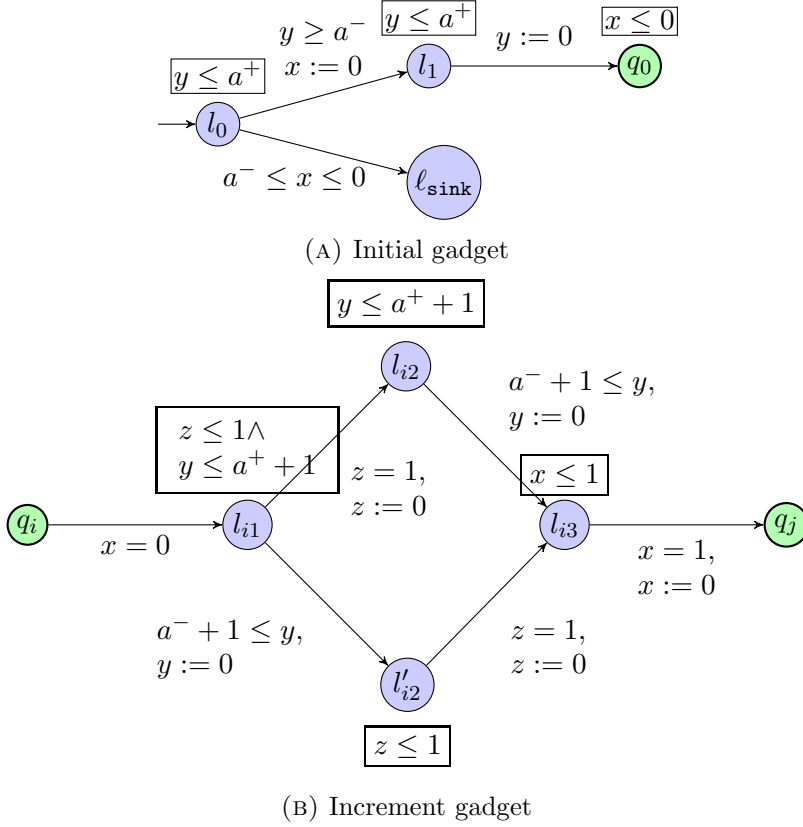 y ≤ a⁺
y ≥ a⁻
x := 0
y := 0
x ≤ 0
y ≤ a⁺
l₀
l₁
q₀
a⁻ ≤ x ≤ 0
ℓ_sink
(A) Initial gadget
y ≤ a⁺ + 1
l_{i2}
a⁻ + 1 ≤ y,
y := 0
z ≤ 1∧
y ≤ a⁺ + 1
z = 1,
z := 0
x ≤ 1
q_i
x = 0
l_{i1}
l_{i3}
x = 1,
x := 0
q_j
a⁻ + 1 ≤ y,
y := 0
z = 1,
z := 0
l′_{i2}
z ≤ 1
(B) Increment gadget